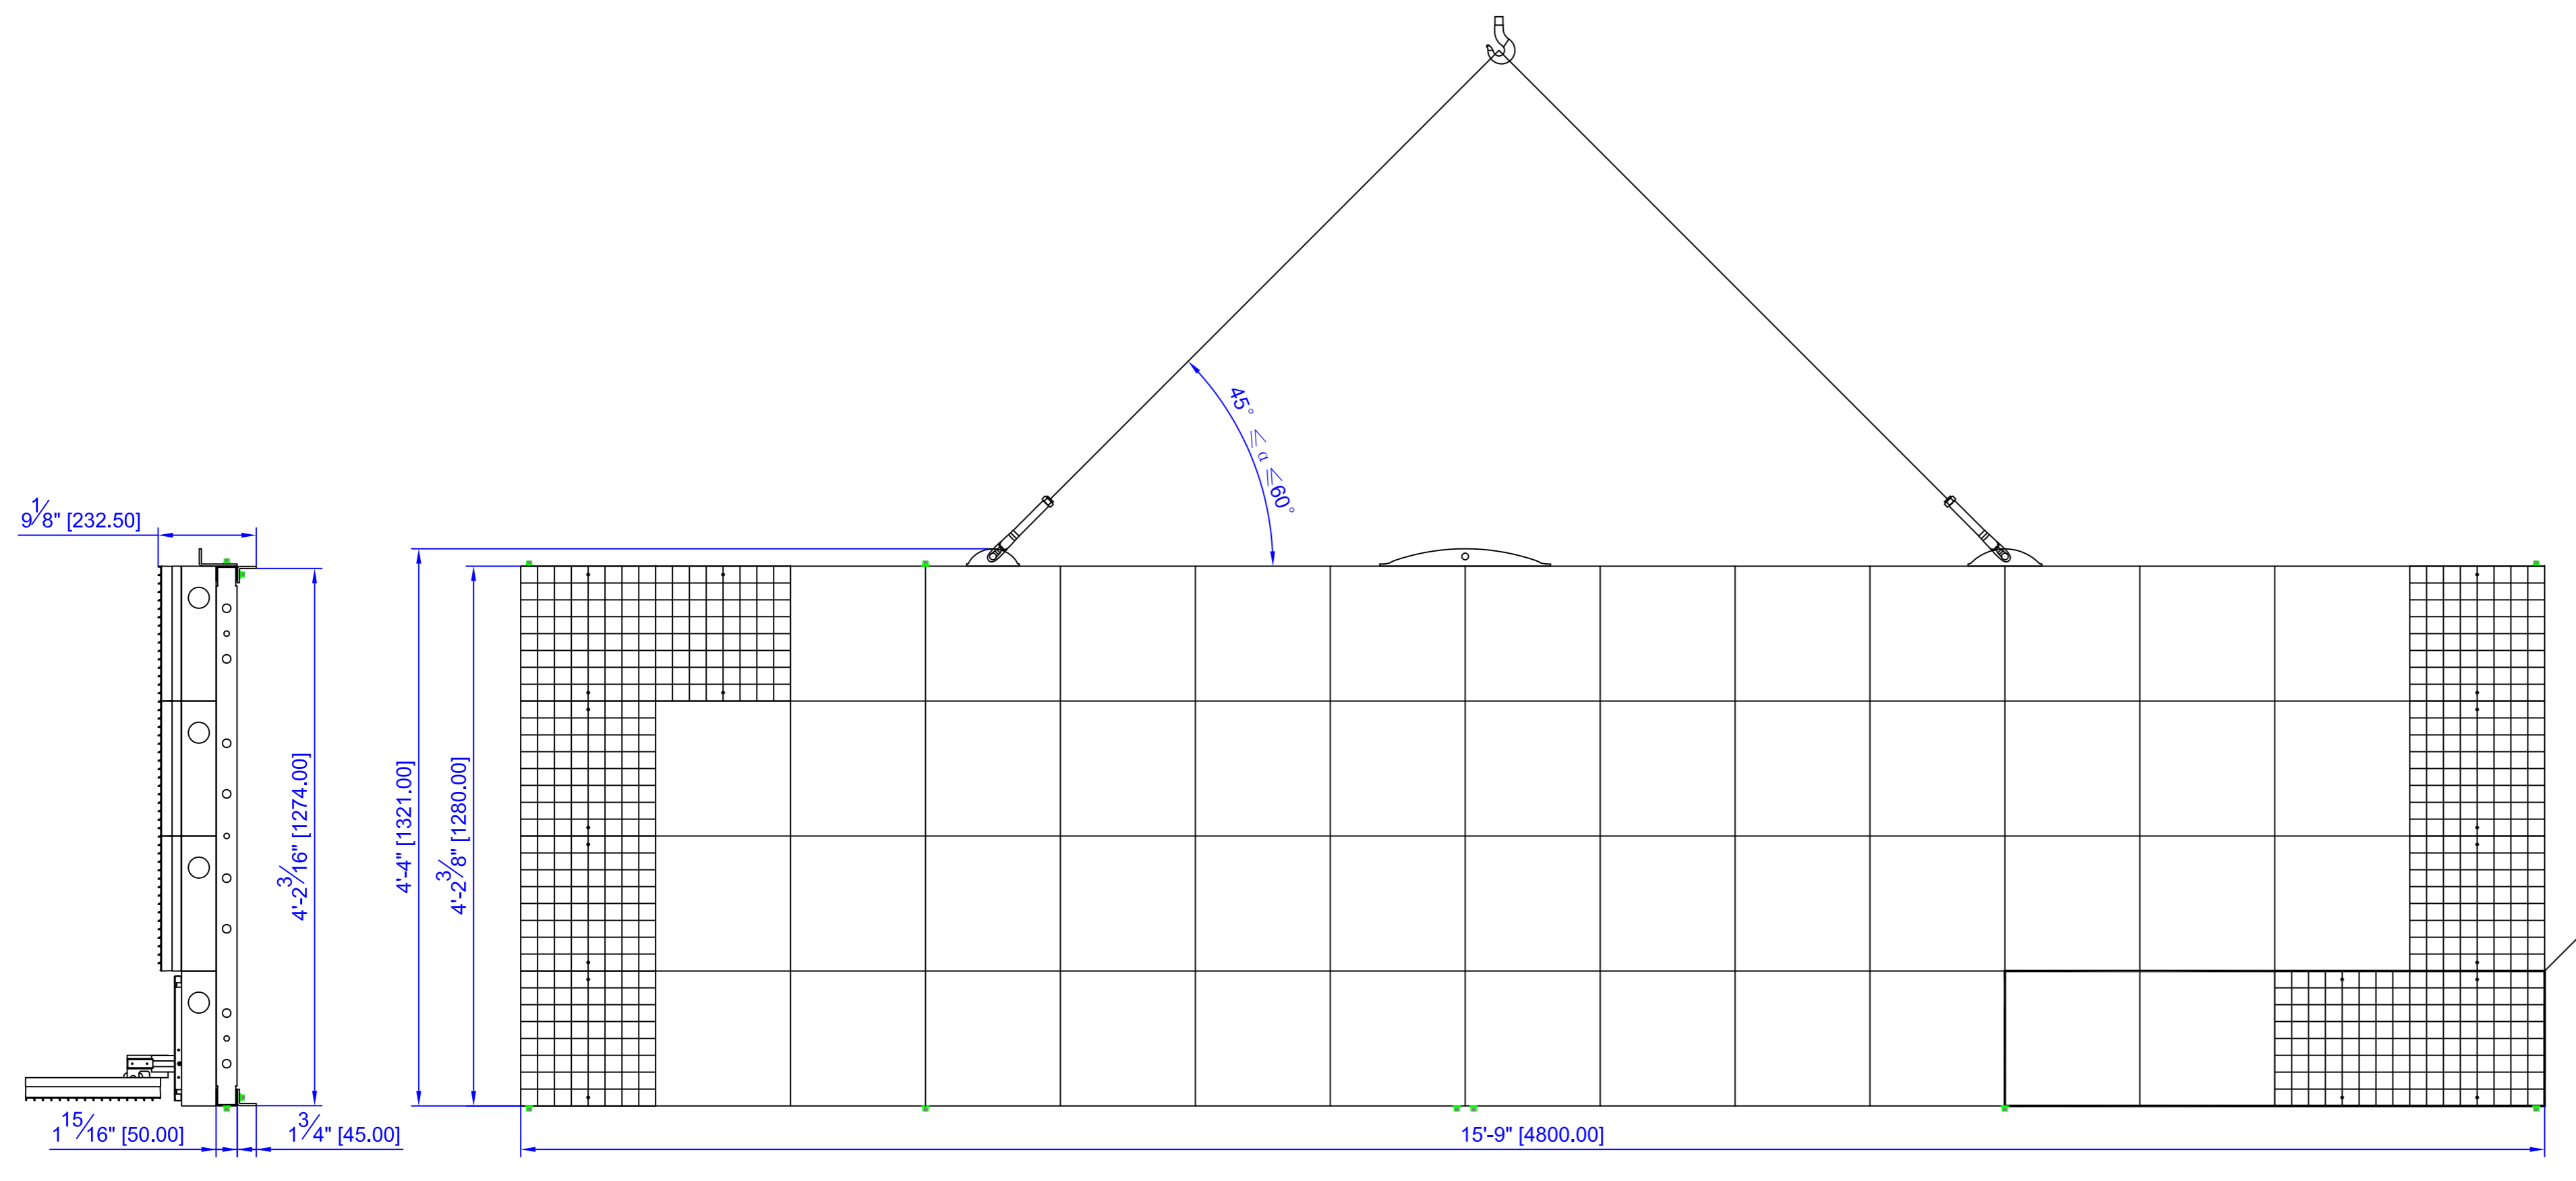 45° ≤ a ≤60°
9 1/8" [232.50]
4'-2 3/16" [1274.00]
4'-4" [1321.00]
4'-2 3/8" [1280.00]
1 15/16" [50.00]
1 3/4" [45.00]
15'-9" [4800.00]